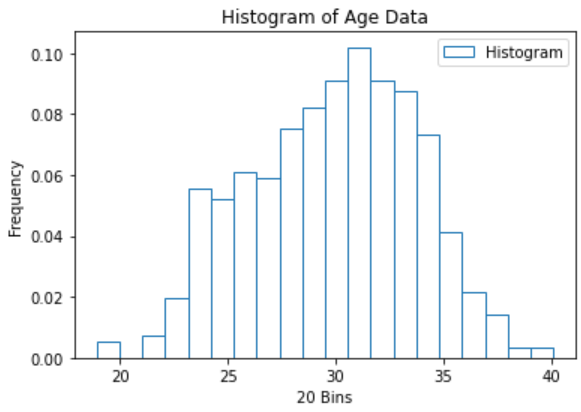 Histogram of Age Data
Histogram
0.10
0.08
0.06
0.04
0.02
0.00
Frequency
20 25 30 35 40
20 Bins